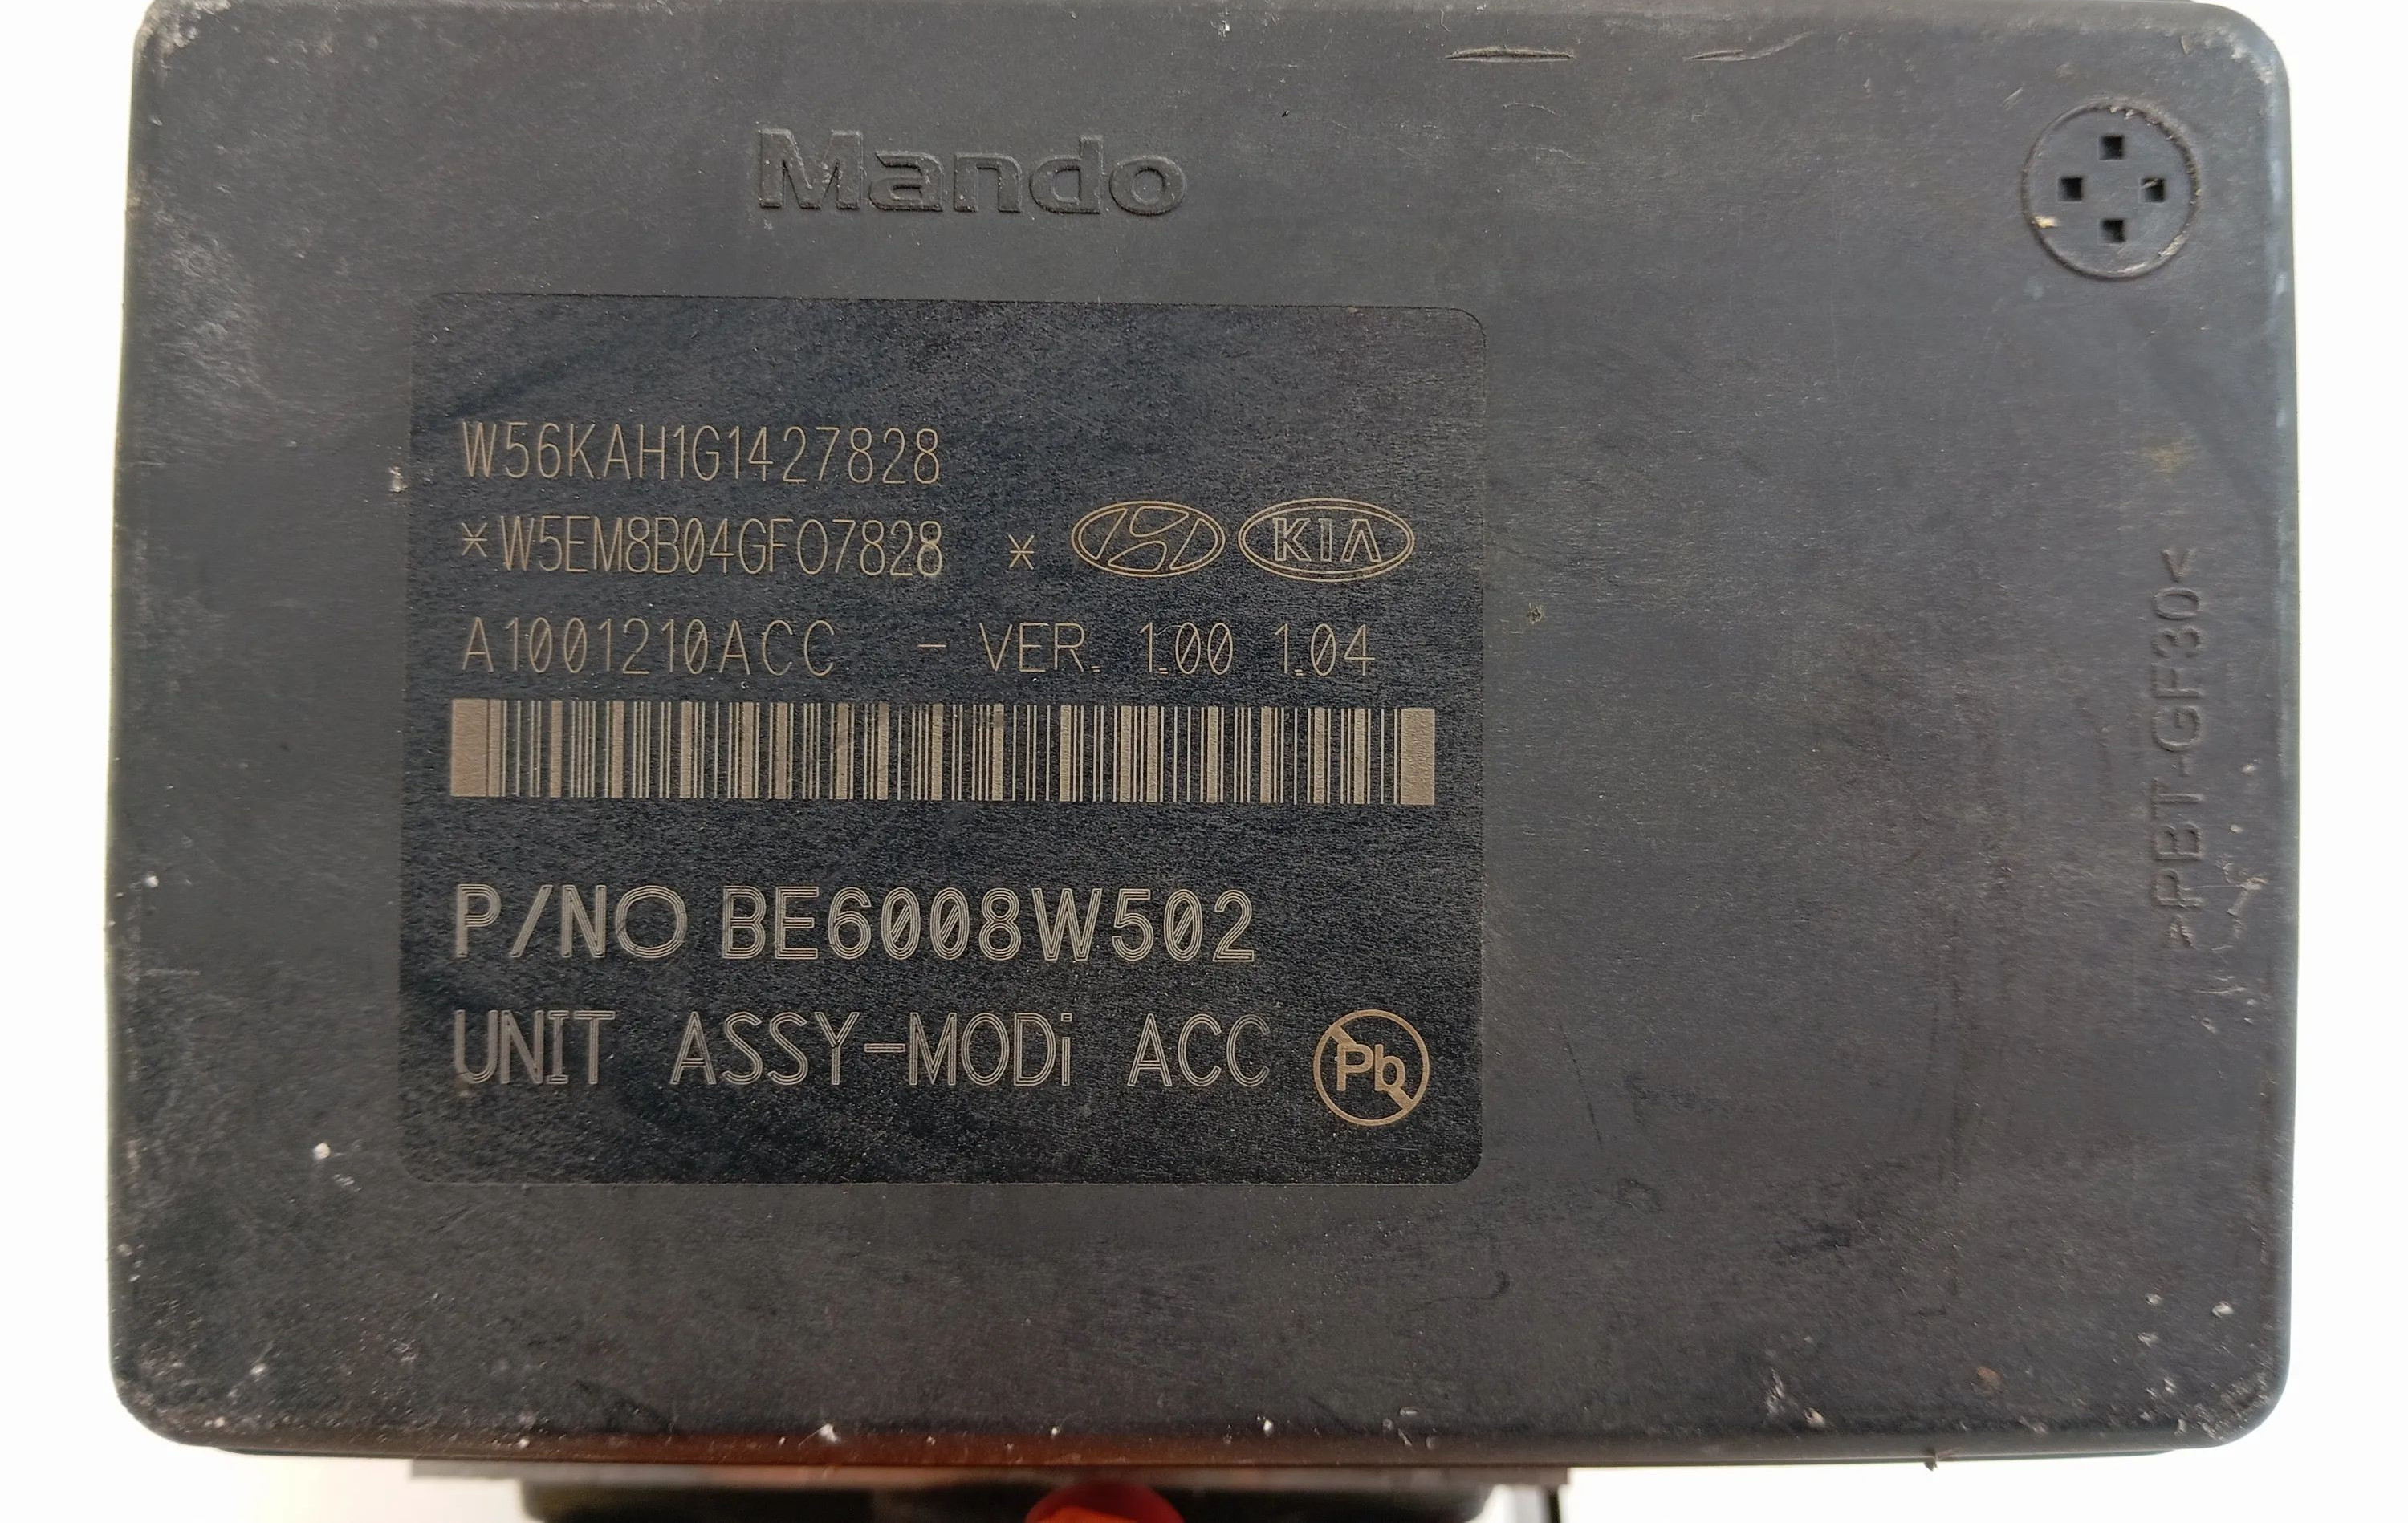 Mando
W56KAH1G1427828
*W5EM8B04GF07828 * KIA
A1001210ACC - VER. 1.00 1.04
P/NO BE6008W502
UNIT ASSY-MODi ACC Pb
>PBT-GF30<